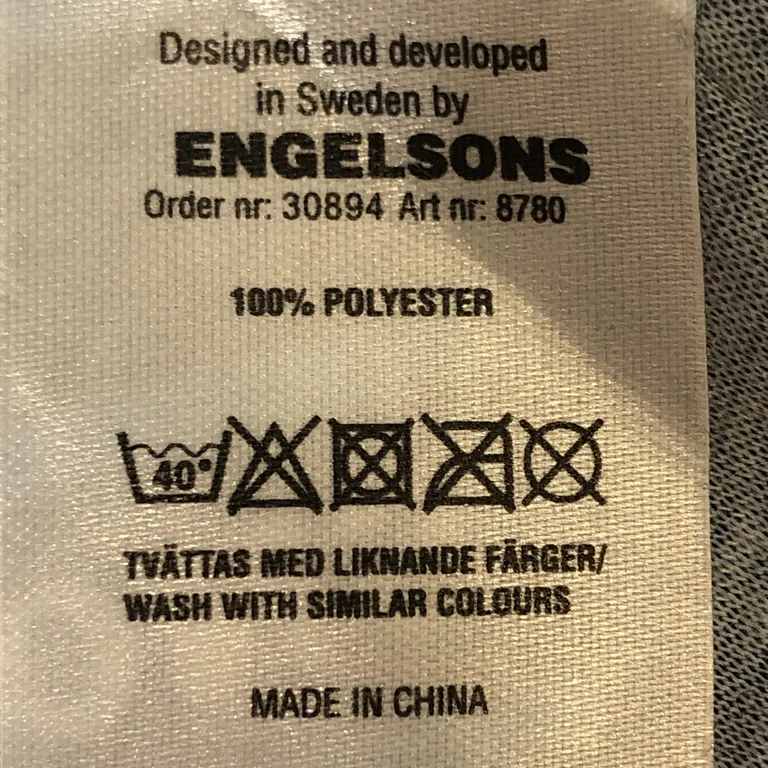 Designed and developed
in Sweden by
ENGELSONS
Order nr: 30894 Art nr: 8780
100% POLYESTER
40°
TVÄTTAS MED LIKNANDE FÄRGER/
WASH WITH SIMILAR COLOURS
MADE IN CHINA